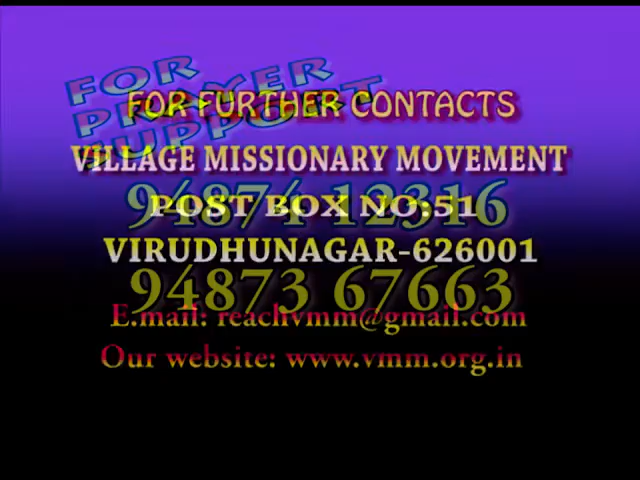 FOR
PRAYER
SUPPORT
FOR FURTHER CONTACTS
VILLAGE MISSIONARY MOVEMENT
94874 12316
POST BOX NO:51
VIRUDHUNAGAR-626001
94873 67663
E.mail: reachvmm@gmail.com
Our website: www.vmm.org.in